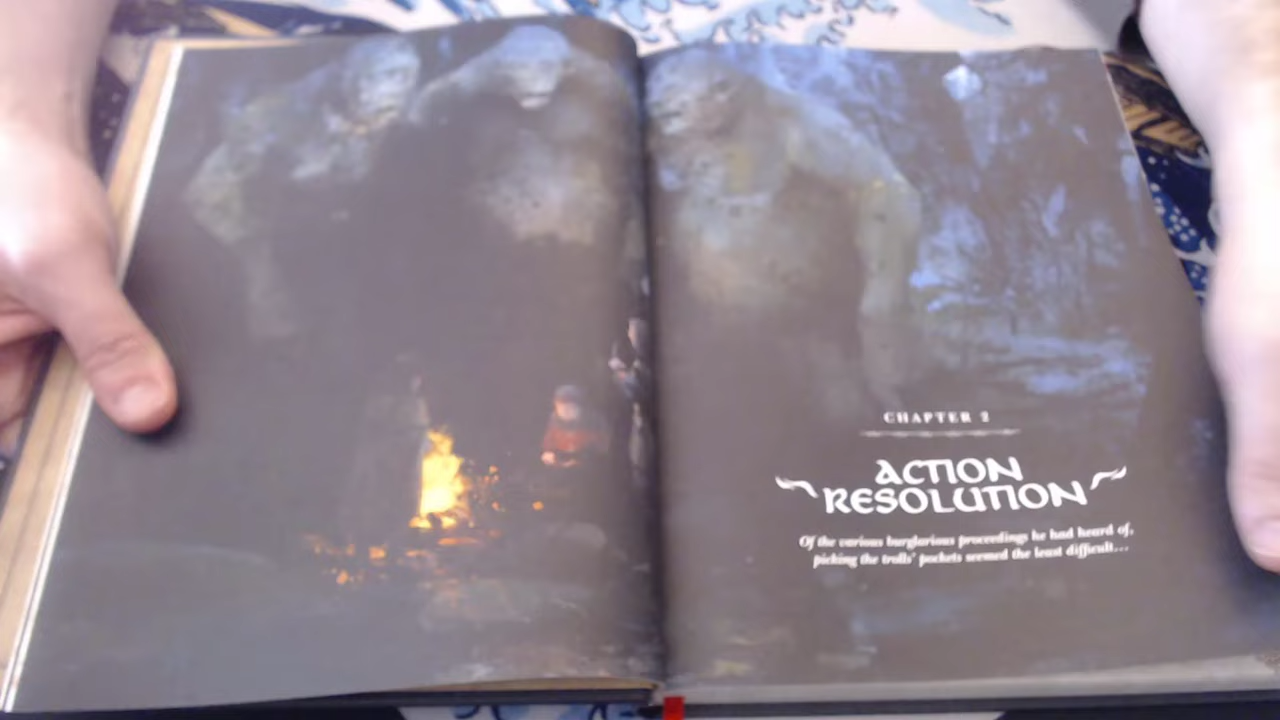 CHAPTER 2
ACTION
RESOLUTION
Of the various burglarious proceedings he had heard of,
picking the trolls' pockets seemed the least difficult...